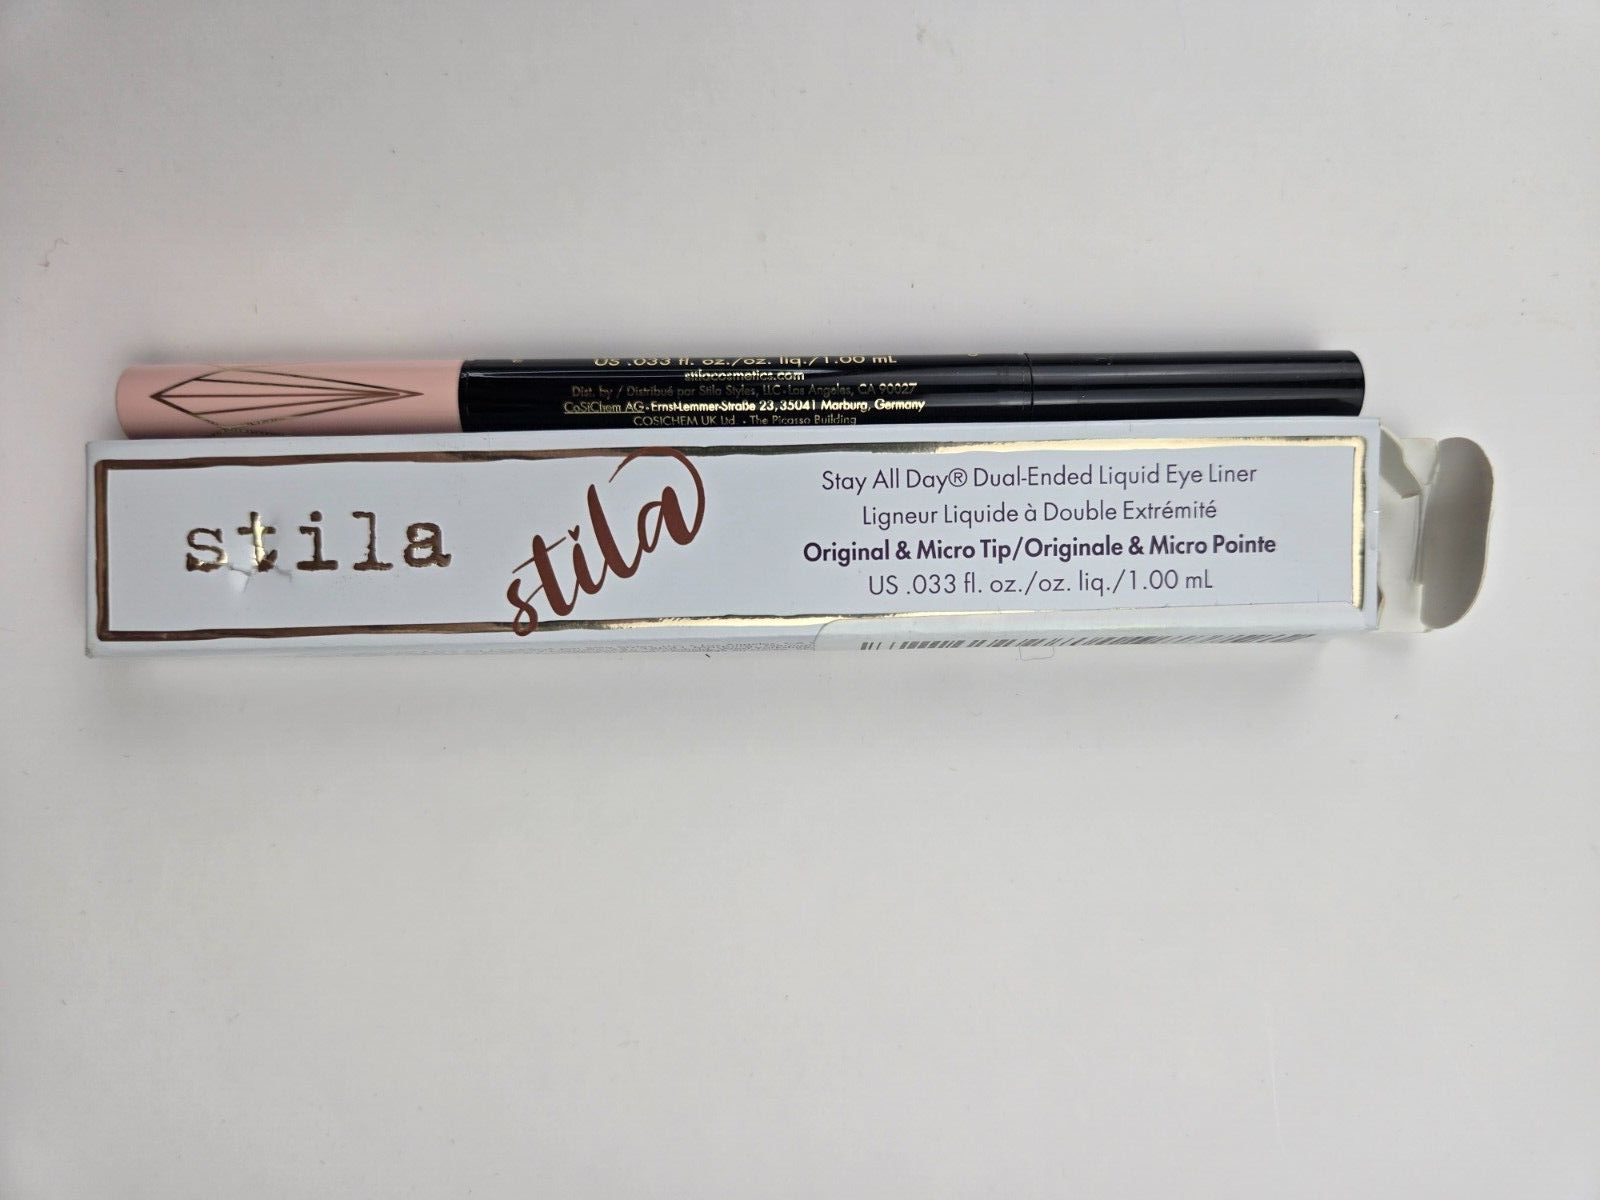 US .033 fl. oz./oz. liq./1.00 mL
stilacosmetics.com
Dist. by / Distribué par Stila Styles, LLC·Los Angeles, CA 90027
CoSiChem AG·Ernst-Lemmer-Straße 23, 35041 Marburg, Germany
COSICHEM UK Ltd. · The Picasso Building
stila
stila
Stay All Day® Dual-Ended Liquid Eye Liner
Ligneur Liquide à Double Extrémité
Original & Micro Tip/Originale & Micro Pointe
US .033 fl. oz./oz. liq./1.00 mL